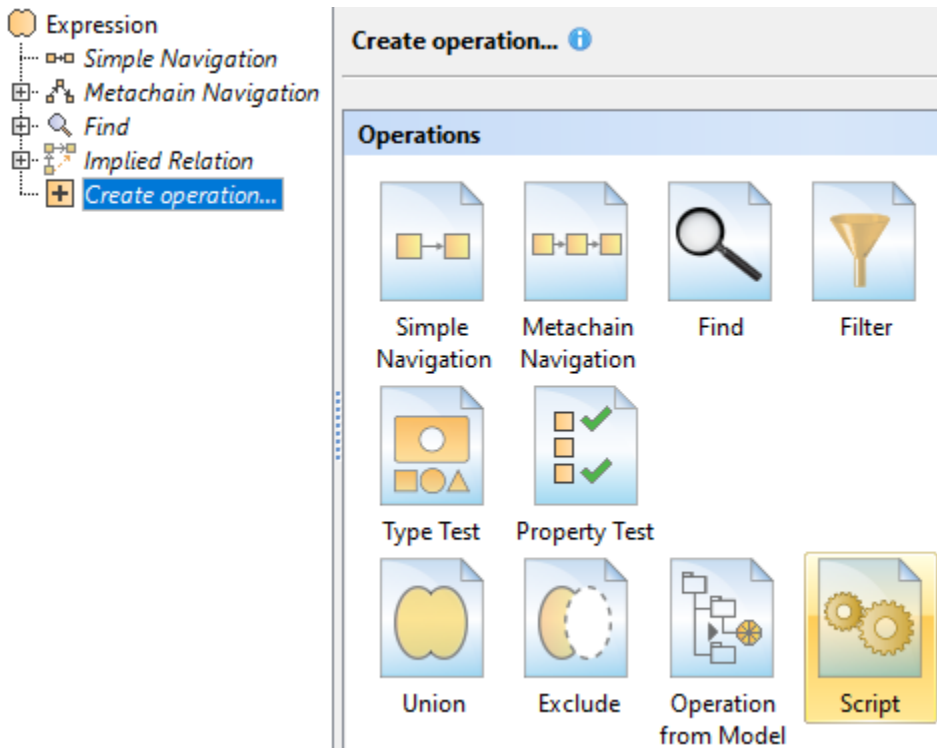 Expression
Simple Navigation
Metachain Navigation
Find
Implied Relation
Create operation...
Create operation...
Operations
Simple
Navigation
Metachain
Navigation
Find
Filter
Type Test
Property Test
Union
Exclude
Operation
from Model
Script